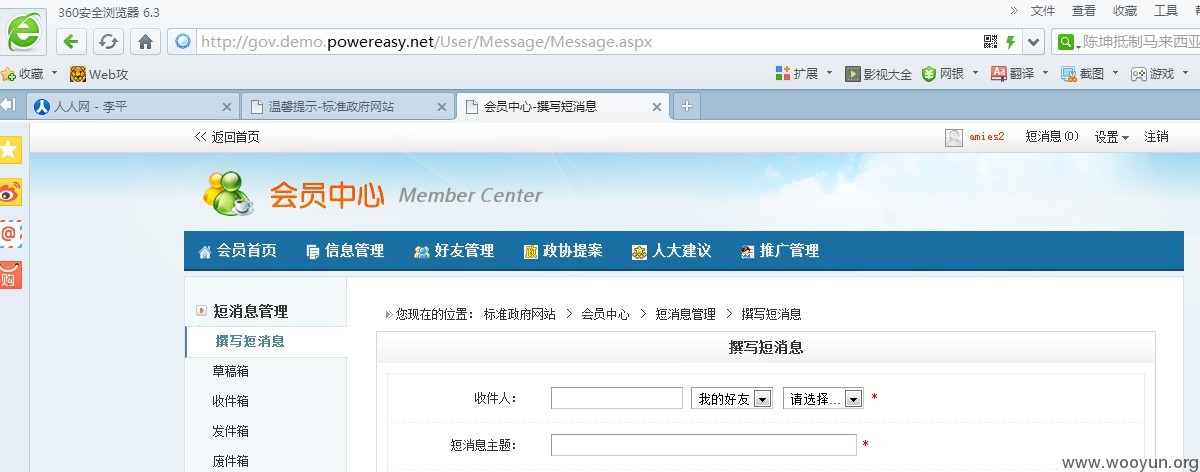 360安全浏览器 6.3
» 文件 查看 收藏 工具
http://gov.demo.powereasy.net/User/Message/Message.aspx
陈坤抵制马来西亚
收藏 Web攻 扩展 影视大全 网银 翻译 截图 游戏
人人网 - 李平 温馨提示-标准政府网站 会员中心-撰写短消息
<< 返回首页 amies2 短消息(0) 设置 注销
会员中心 Member Center
会员首页 信息管理 好友管理 政协提案 人大建议 推广管理
短消息管理
您现在的位置： 标准政府网站 > 会员中心 > 短消息管理 > 撰写短消息
撰写短消息
撰写短消息
草稿箱
收件箱
发件箱
废件箱
收件人： 我的好友 请选择... *
短消息主题： *
@
购
www.wooyun.org